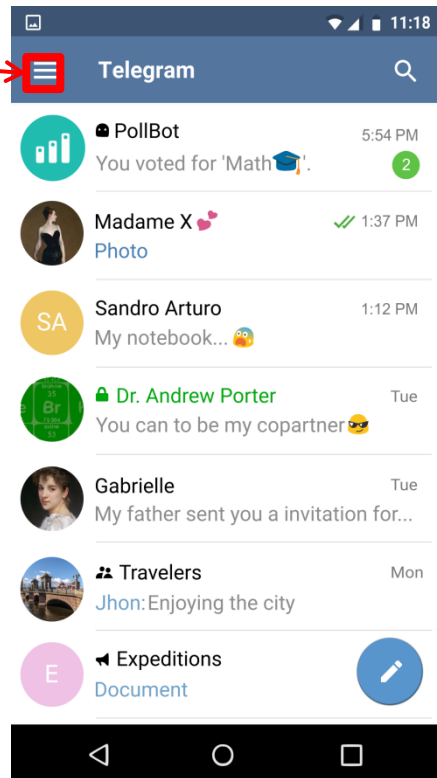 11:18
Telegram
PollBot 5:54 PM
You voted for 'Math🎓'. 2
Madame X 💕 1:37 PM
Photo
SA Sandro Arturo 1:12 PM
My notebook... 😨
Dr. Andrew Porter Tue
35
Br
You can to be my copartner😎
Gabrielle Tue
My father sent you a invitation for...
Travelers Mon
Jhon: Enjoying the city
E Expeditions
Document